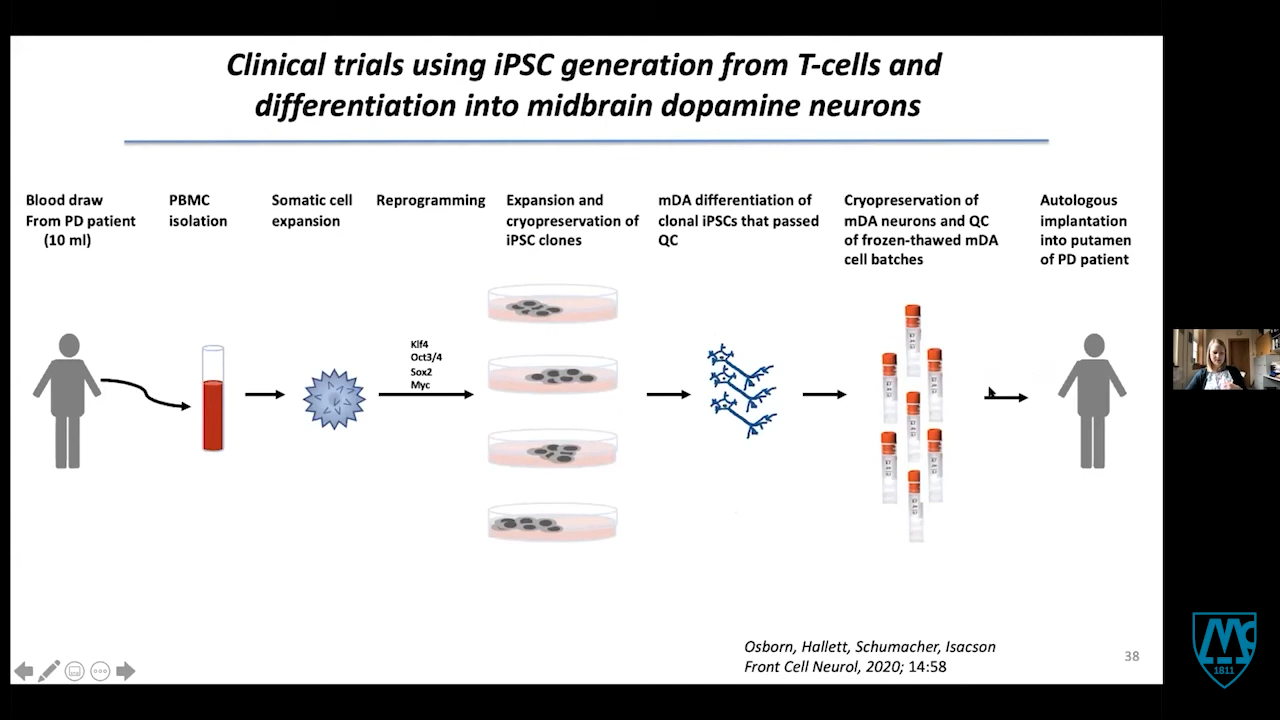 Clinical trials using iPSC generation from T-cells and
differentiation into midbrain dopamine neurons
Blood draw
From PD patient
(10 ml)
PBMC
isolation
Somatic cell
expansion
Reprogramming
Expansion and
cryopreservation of
iPSC clones
mDA differentiation of
clonal iPSCs that passed
QC
Cryopreservation of
mDA neurons and QC
of frozen-thawed mDA
cell batches
Autologous
implantation
into putamen
of PD patient
Klf4
Oct3/4
Sox2
Myc
Osborn, Hallett, Schumacher, Isacson
Front Cell Neurol, 2020; 14:58
38
1811